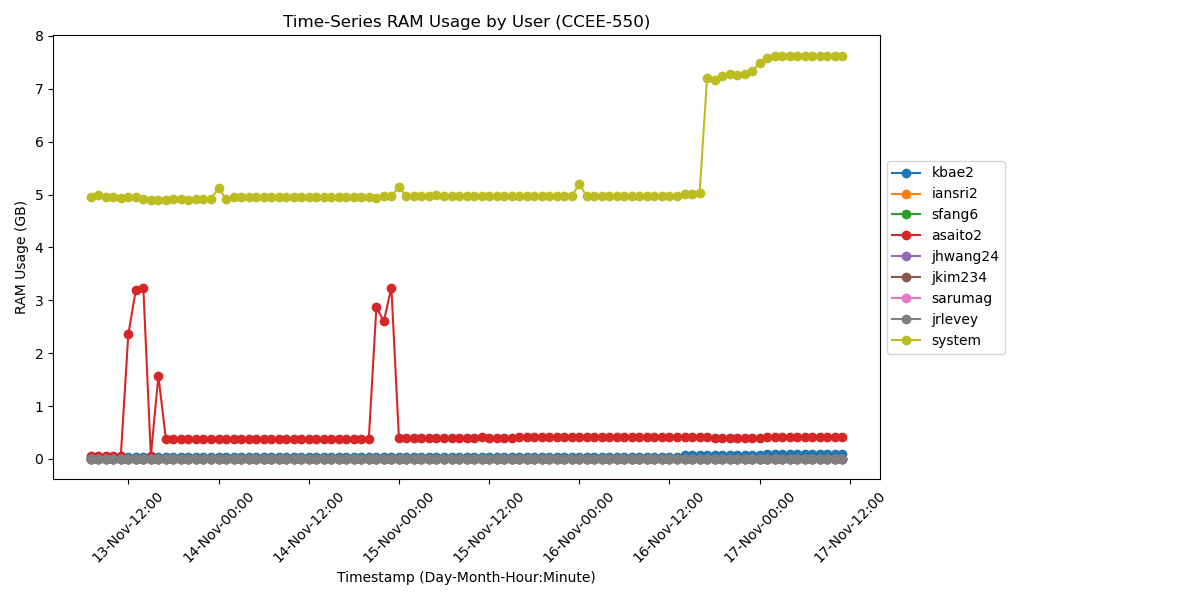 Time-Series RAM Usage by User (CCEE-550)
8
7
6
5
4
3
2
1
0
RAM Usage (GB)
13-Nov-12:00
14-Nov-00:00
14-Nov-12:00
15-Nov-00:00
15-Nov-12:00
16-Nov-00:00
16-Nov-12:00
17-Nov-00:00
17-Nov-12:00
Timestamp (Day-Month-Hour:Minute)
kbae2
iansri2
sfang6
asaito2
jhwang24
jkim234
sarumag
jrlevey
system